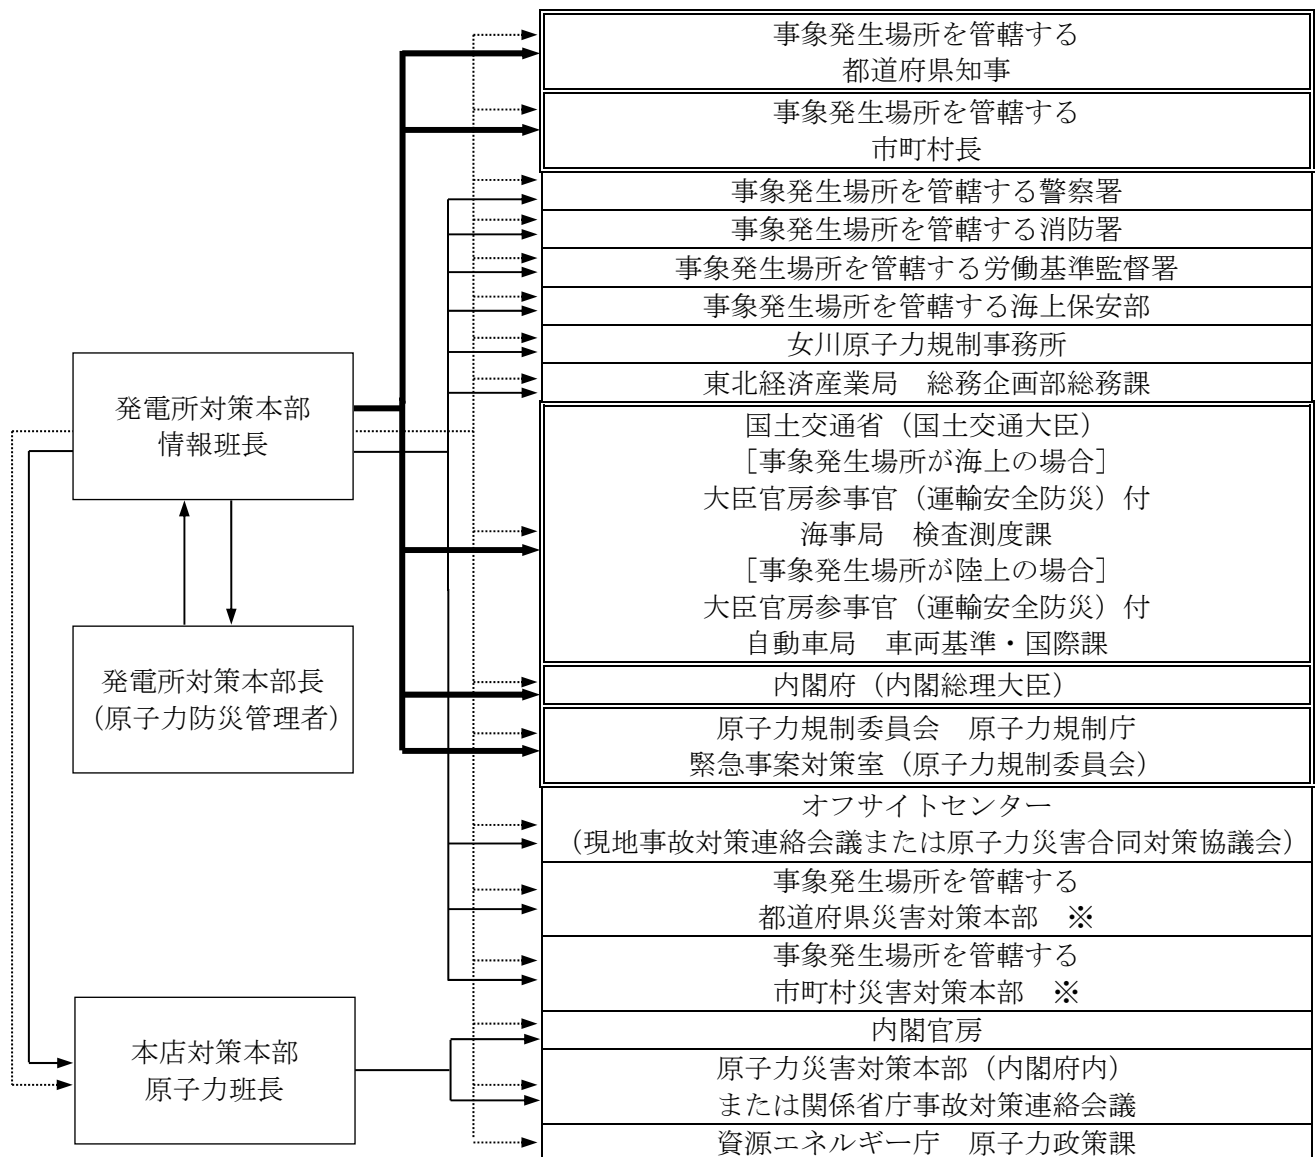 事象発生場所を管轄する
都道府県知事
事象発生場所を管轄する
市町村長
事象発生場所を管轄する警察署
事象発生場所を管轄する消防署
事象発生場所を管轄する労働基準監督署
事象発生場所を管轄する海上保安部
女川原子力規制事務所
東北経済産業局　総務企画部総務課
国土交通省（国土交通大臣）
［事象発生場所が海上の場合］
大臣官房参事官（運輸安全防災）付
海事局　検査測度課
［事象発生場所が陸上の場合］
大臣官房参事官（運輸安全防災）付
自動車局　車両基準・国際課
内閣府（内閣総理大臣）
原子力規制委員会　原子力規制庁
緊急事案対策室（原子力規制委員会）
オフサイトセンター
（現地事故対策連絡会議または原子力災害合同対策協議会）
事象発生場所を管轄する
都道府県災害対策本部　※
事象発生場所を管轄する
市町村災害対策本部　※
内閣官房
原子力災害対策本部（内閣府内）
または関係省庁事故対策連絡会議
資源エネルギー庁　原子力政策課
発電所対策本部
情報班長
発電所対策本部長
（原子力防災管理者）
本店対策本部
原子力班長